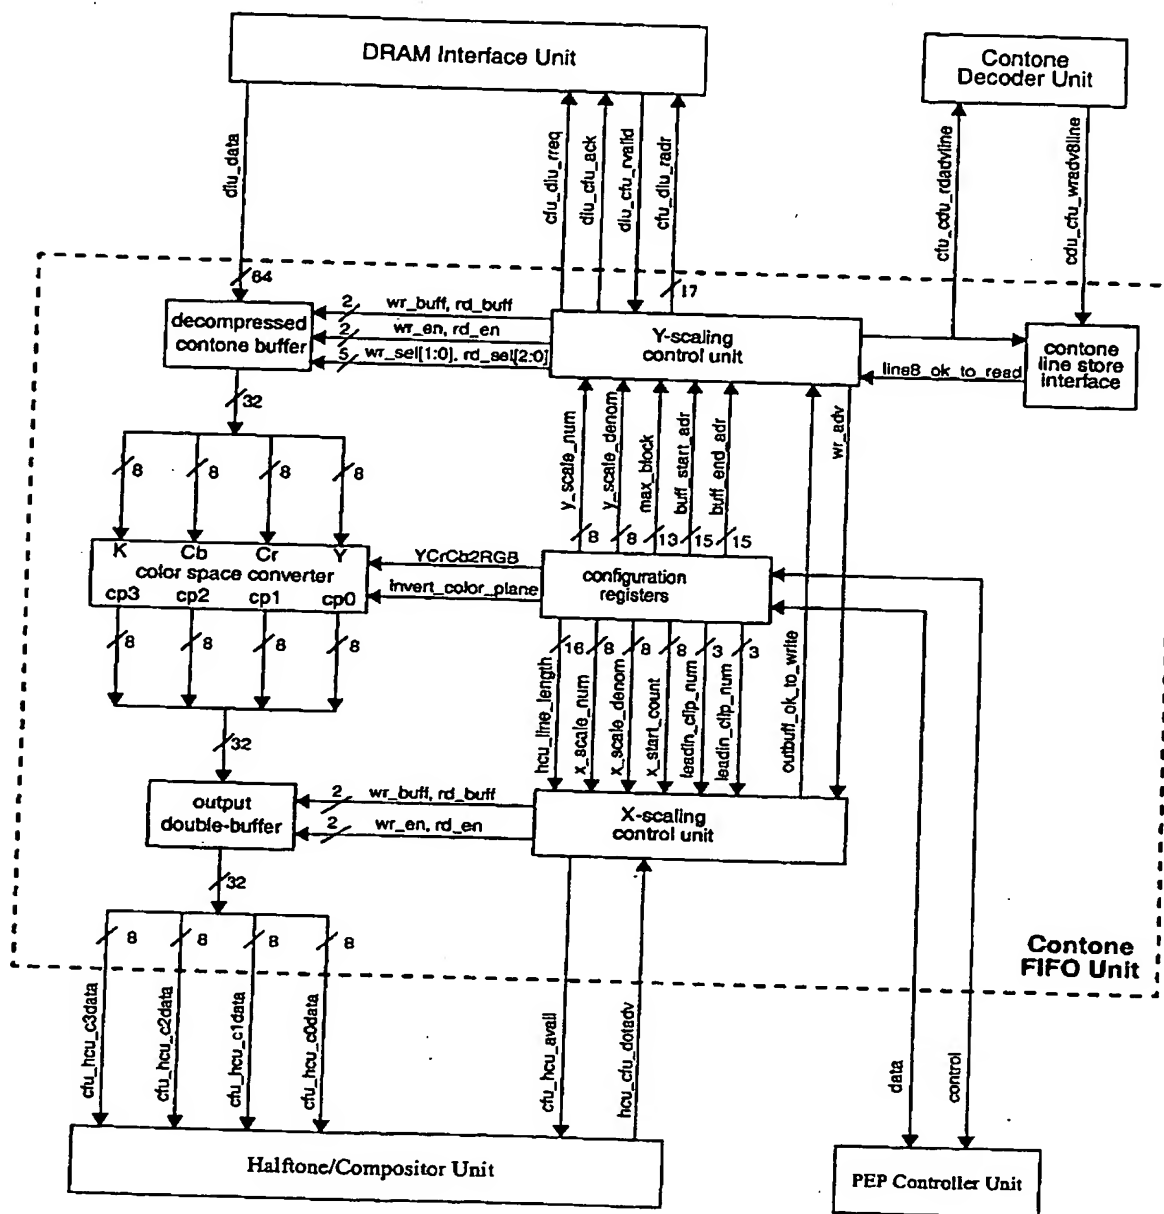 DRAM Interface Unit
Contone
Decoder Unit
diu_data
cfu_diu_rreq
diu_cfu_ack
diu_cfu_rvalid
cfu_diu_radr
cfu_cdu_rdadvline
cdu_cfu_wradv8line
64
17
decompressed
contone buffer
2
wr_buff, rd_buff
2
wr_en, rd_en
5
wr_sel[1:0], rd_sel[2:0]
Y-scaling
control unit
line8_ok_to_read
contone
line store
interface
32
8
8
8
8
y_scale_num
y_scale_denom
max_block
buff_start_adr
buff_end_adr
wr_adv
8
8
13
15
15
K
Cb
Cr
Y
color space converter
cp3
cp2
cp1
cp0
YCrCb2RGB
invert_color_plane
configuration
registers
8
8
8
8
16
8
8
8
3
3
hcu_line_length
x_scale_num
x_scale_denom
x_start_count
leadin_clip_num
leadin_clip_num
outbuff_ok_to_write
32
output
double-buffer
2
wr_buff, rd_buff
2
wr_en, rd_en
X-scaling
control unit
32
8
8
8
8
Contone
FIFO Unit
cfu_hcu_c3data
cfu_hcu_c2data
cfu_hcu_c1data
cfu_hcu_c0data
cfu_hcu_avail
hcu_cfu_dotadv
data
control
Halftone/Compositor Unit
PEP Controller Unit